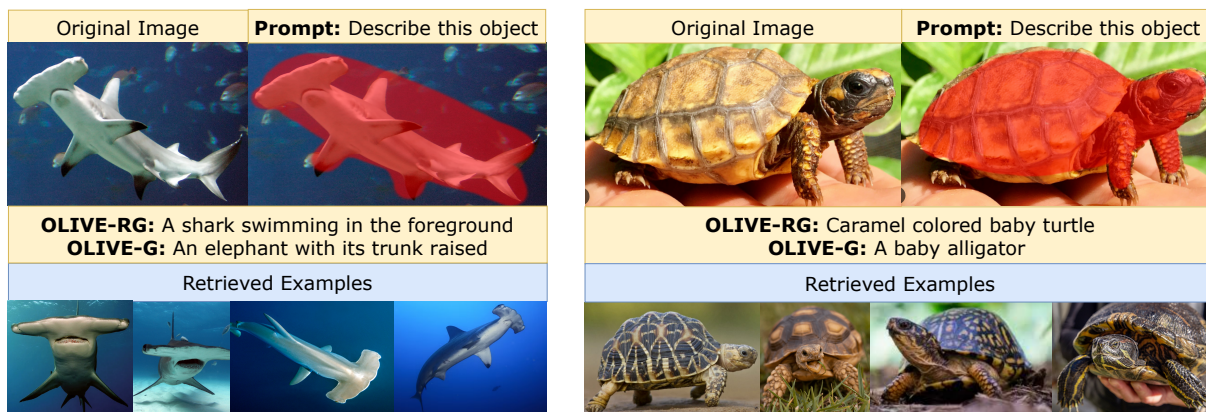 Original Image
Prompt: Describe this object
OLIVE-RG: A shark swimming in the foreground
OLIVE-G: An elephant with its trunk raised
Retrieved Examples
Original Image
Prompt: Describe this object
OLIVE-RG: Caramel colored baby turtle
OLIVE-G: A baby alligator
Retrieved Examples